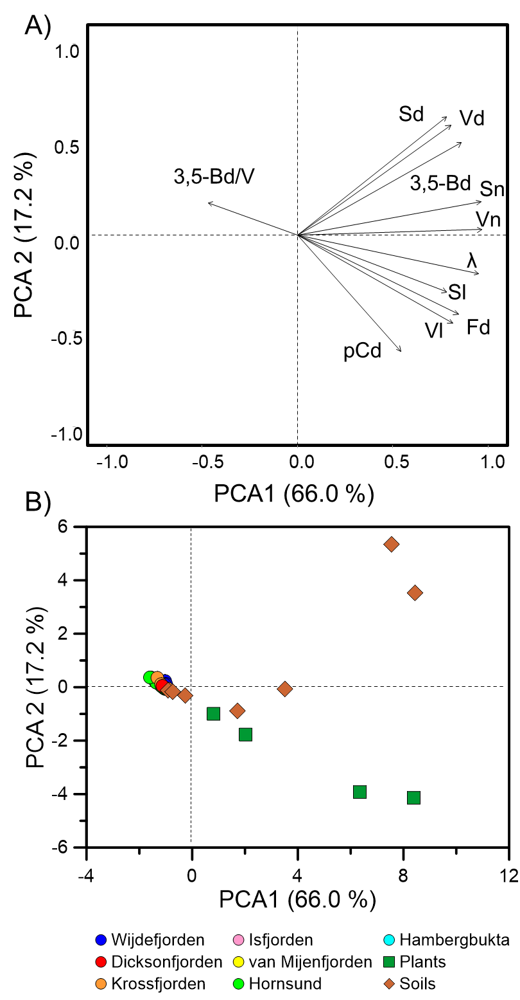 A)
1.0
0.5
0.0
-0.5
-1.0
PCA 2 (17.2 %)
Sd
Vd
3,5-Bd/V
3,5-Bd
Sn
Vn
λ
Sl
Vl
Fd
pCd
-1.0 -0.5 0.0 0.5 1.0
PCA1 (66.0 %)
B)
6
4
2
0
-2
-4
-6
PCA 2 (17.2 %)
-4 0 4 8 12
PCA1 (66.0 %)
Wijdefjorden Isfjorden Hambergbukta
Dicksonfjorden van Mijenfjorden Plants
Krossfjorden Hornsund Soils